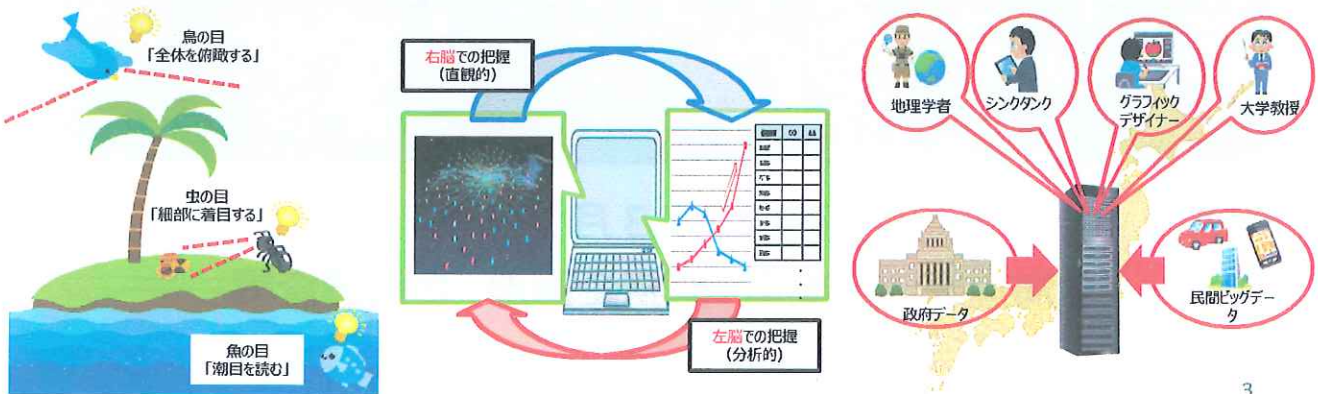 鳥の目
「全体を俯瞰する」
虫の目
「細部に着目する」
魚の目
「潮目を読む」
右脳での把握
(直観的)
左脳での把握
(分析的)
地理学者
シンクタンク
グラフィック
デザイナー
大学教授
政府データ
民間ビッグデー
タ
3